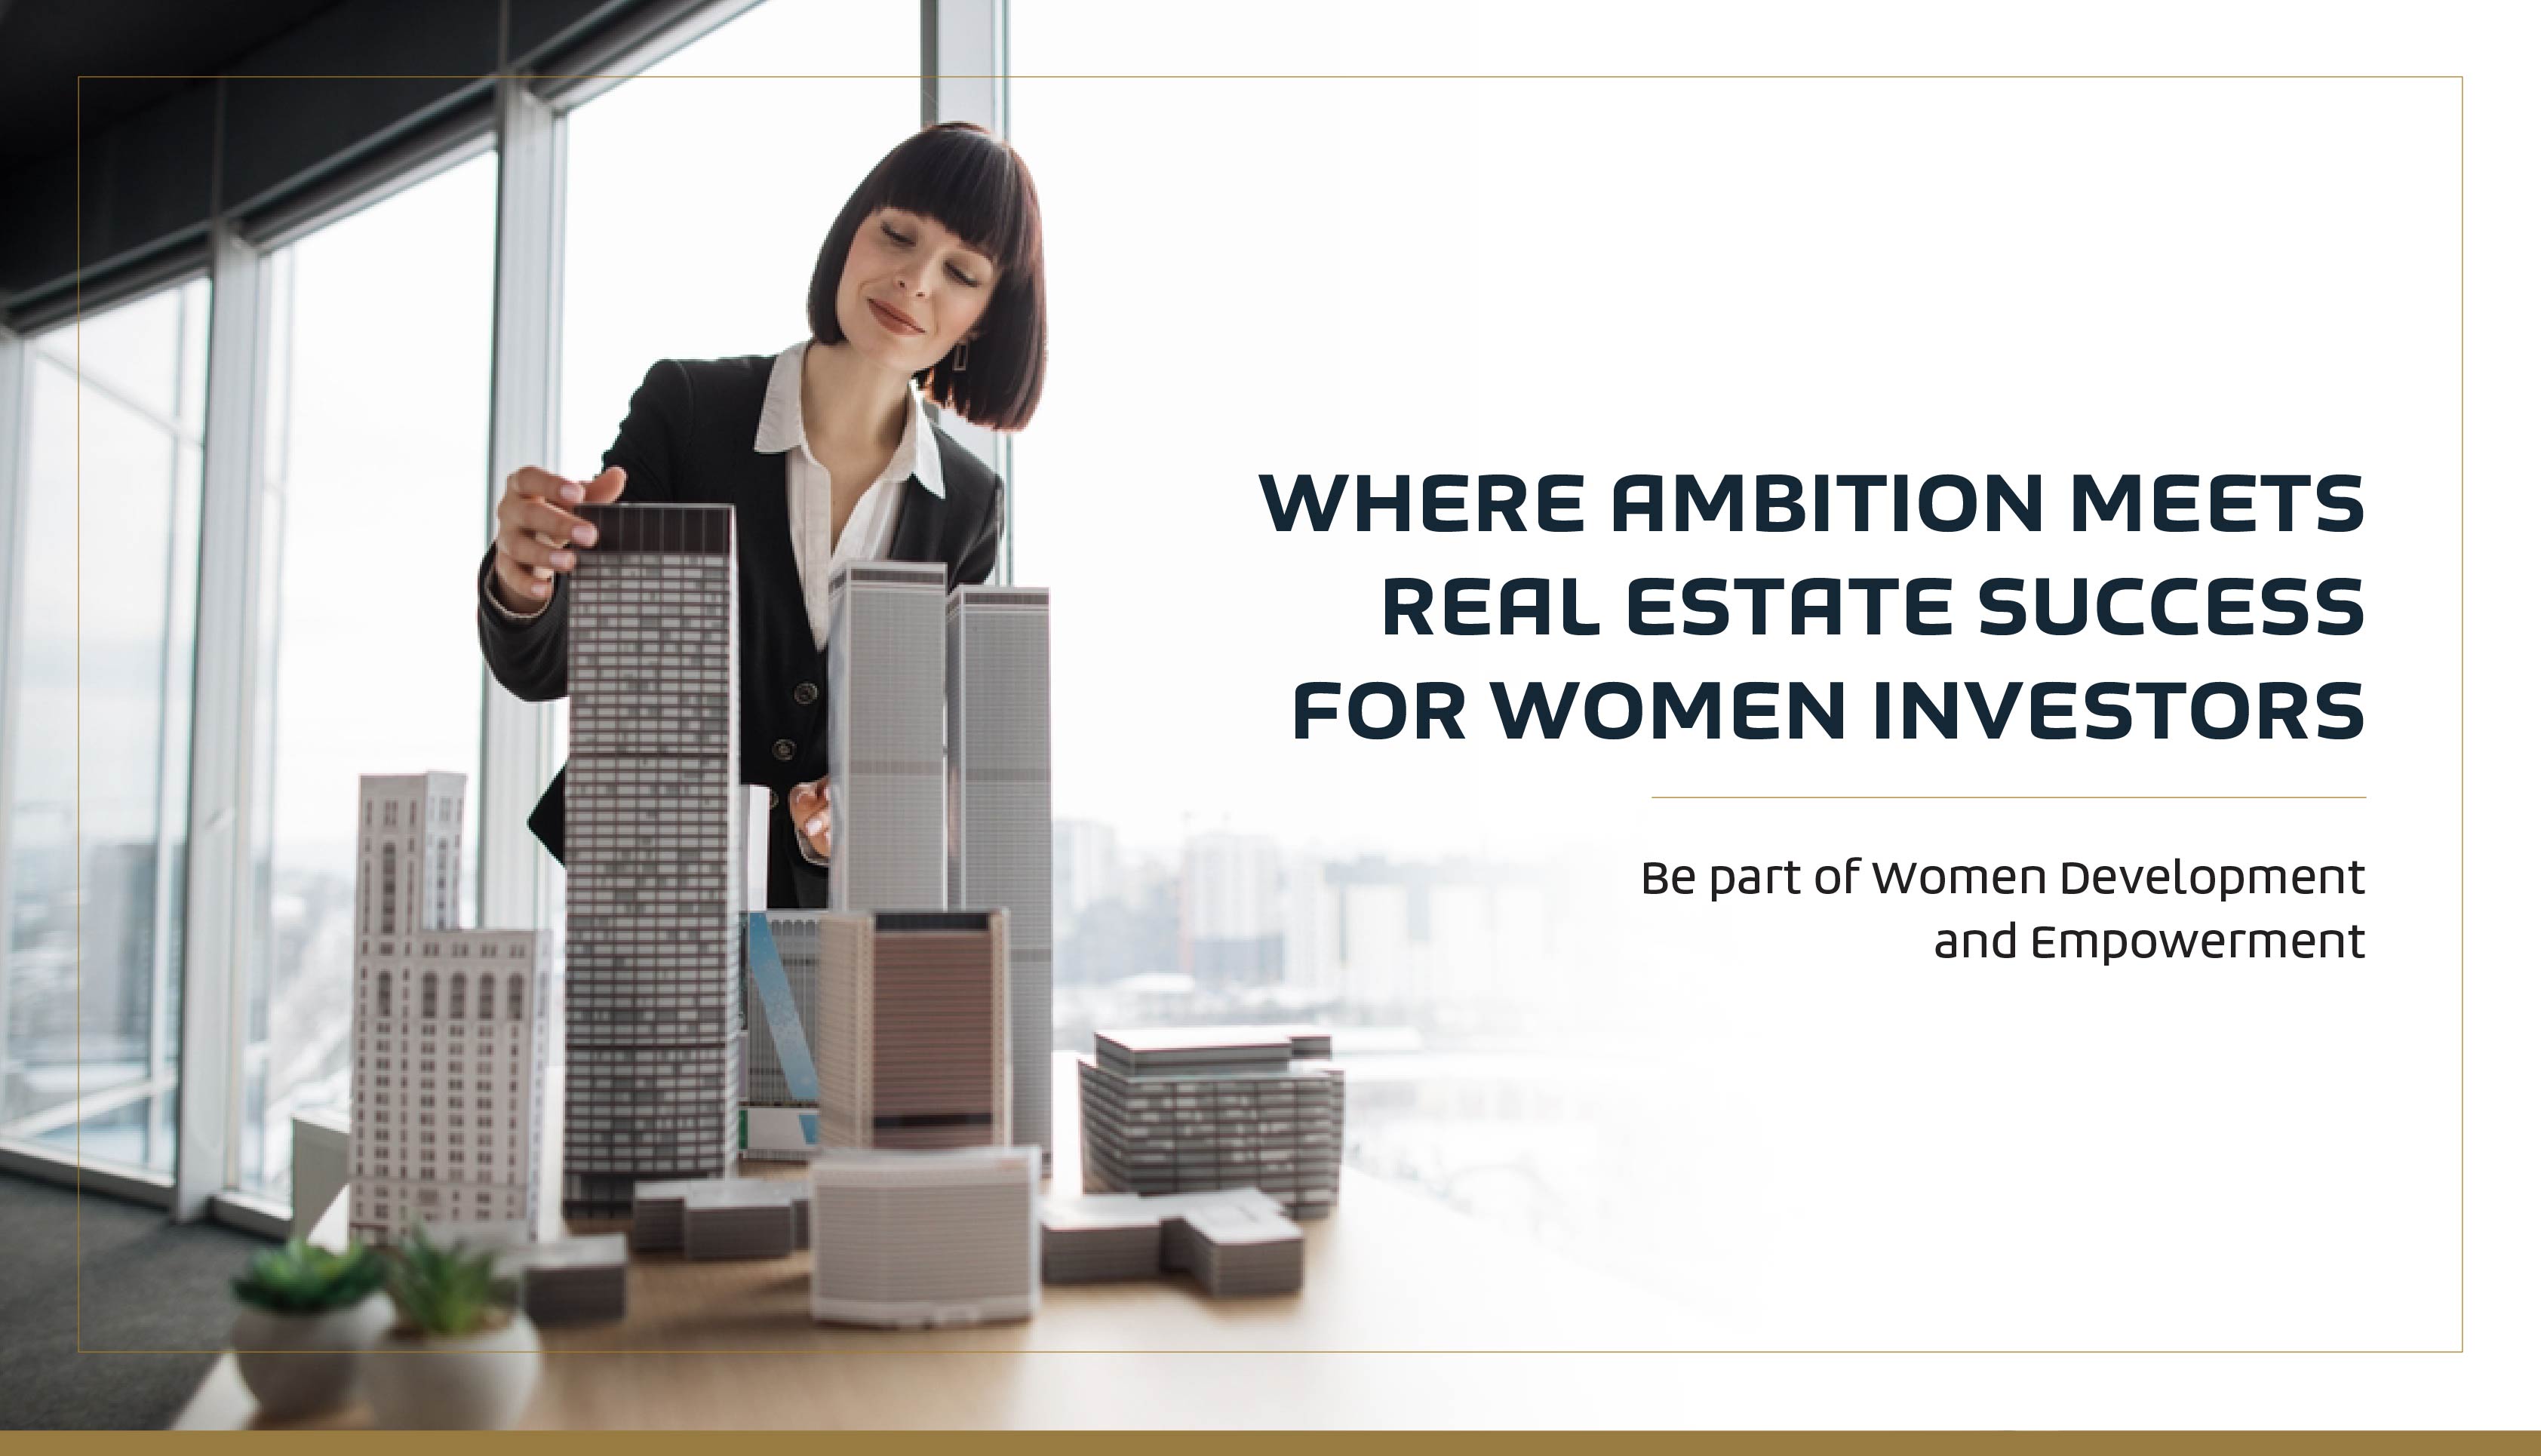 WHERE AMBITION MEETS
REAL ESTATE SUCCESS
FOR WOMEN INVESTORS
Be part of Women Development
and Empowerment